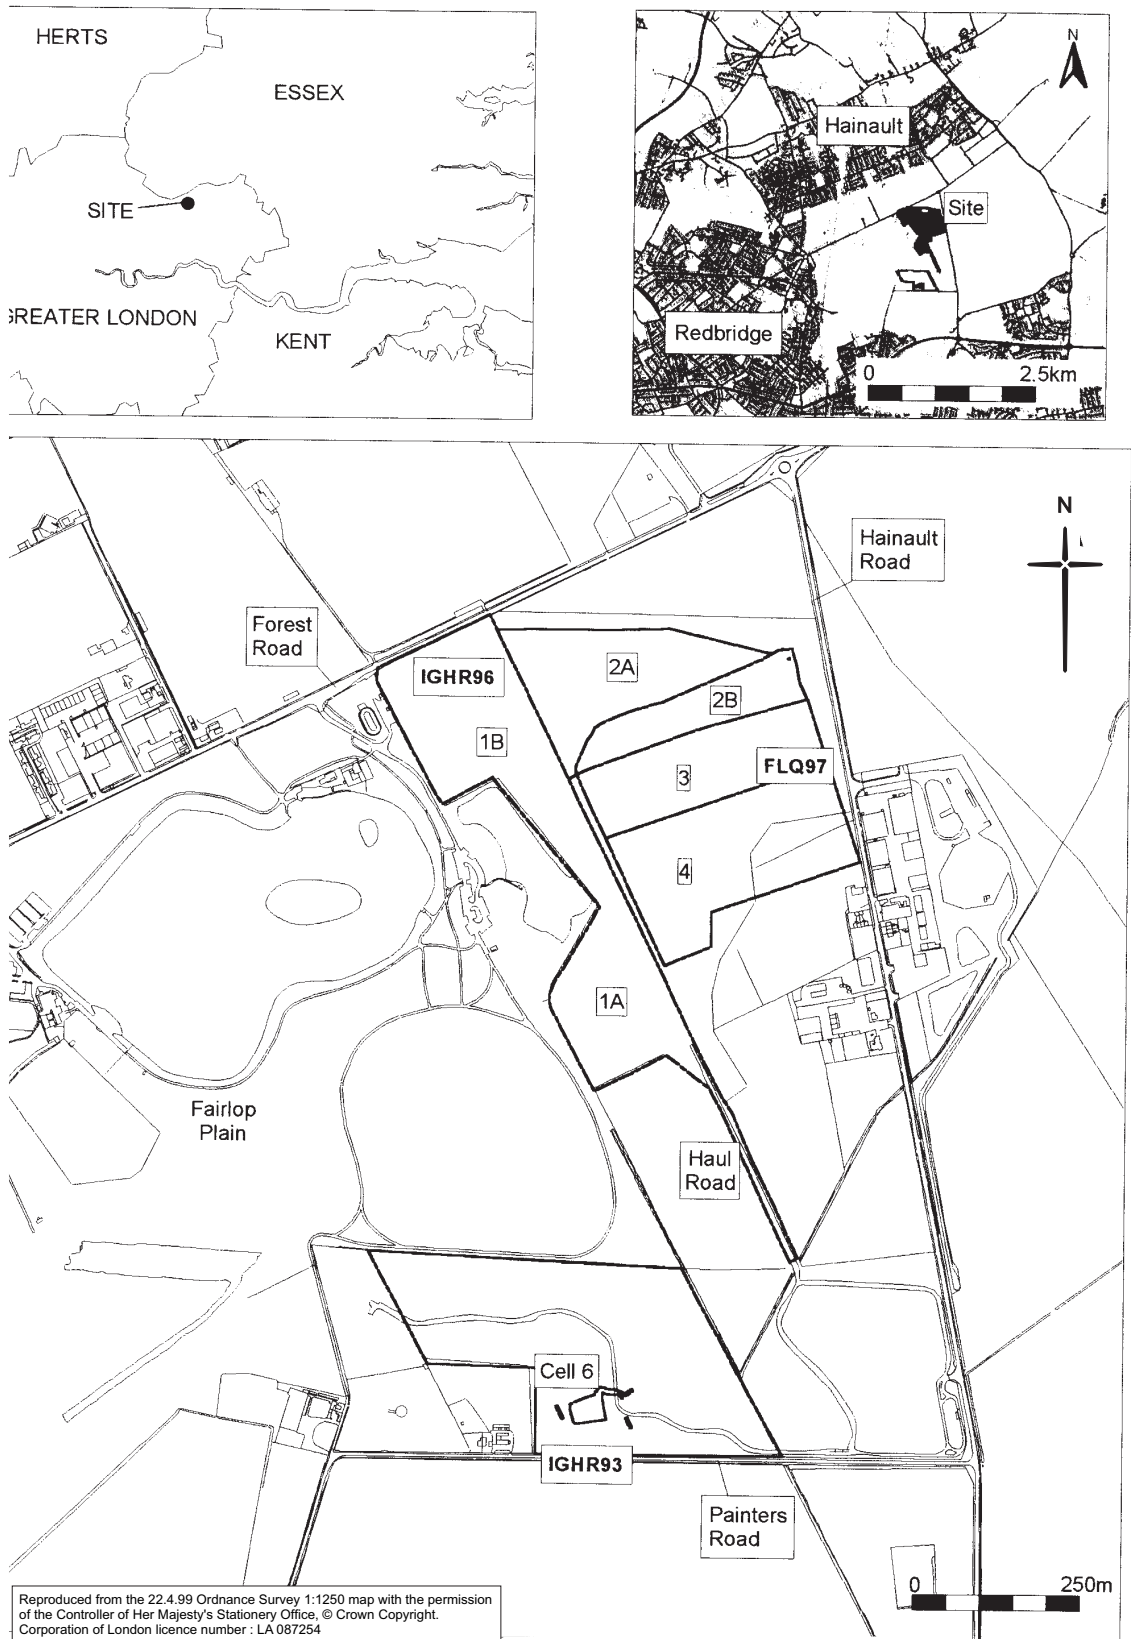 HERTS
ESSEX
SITE
GREATER LONDON
KENT
N
Hainault
Site
Redbridge
0 2.5km
N
Hainault
Road
Forest
Road
IGHR96
2A
2B
1B
3
FLQ97
4
1A
Fairlop
Plain
Haul
Road
Cell 6
IGHR93
Painters
Road
0 250m
Reproduced from the 22.4.99 Ordnance Survey 1:1250 map with the permission
of the Controller of Her Majesty's Stationery Office, © Crown Copyright.
Corporation of London licence number : LA 087254